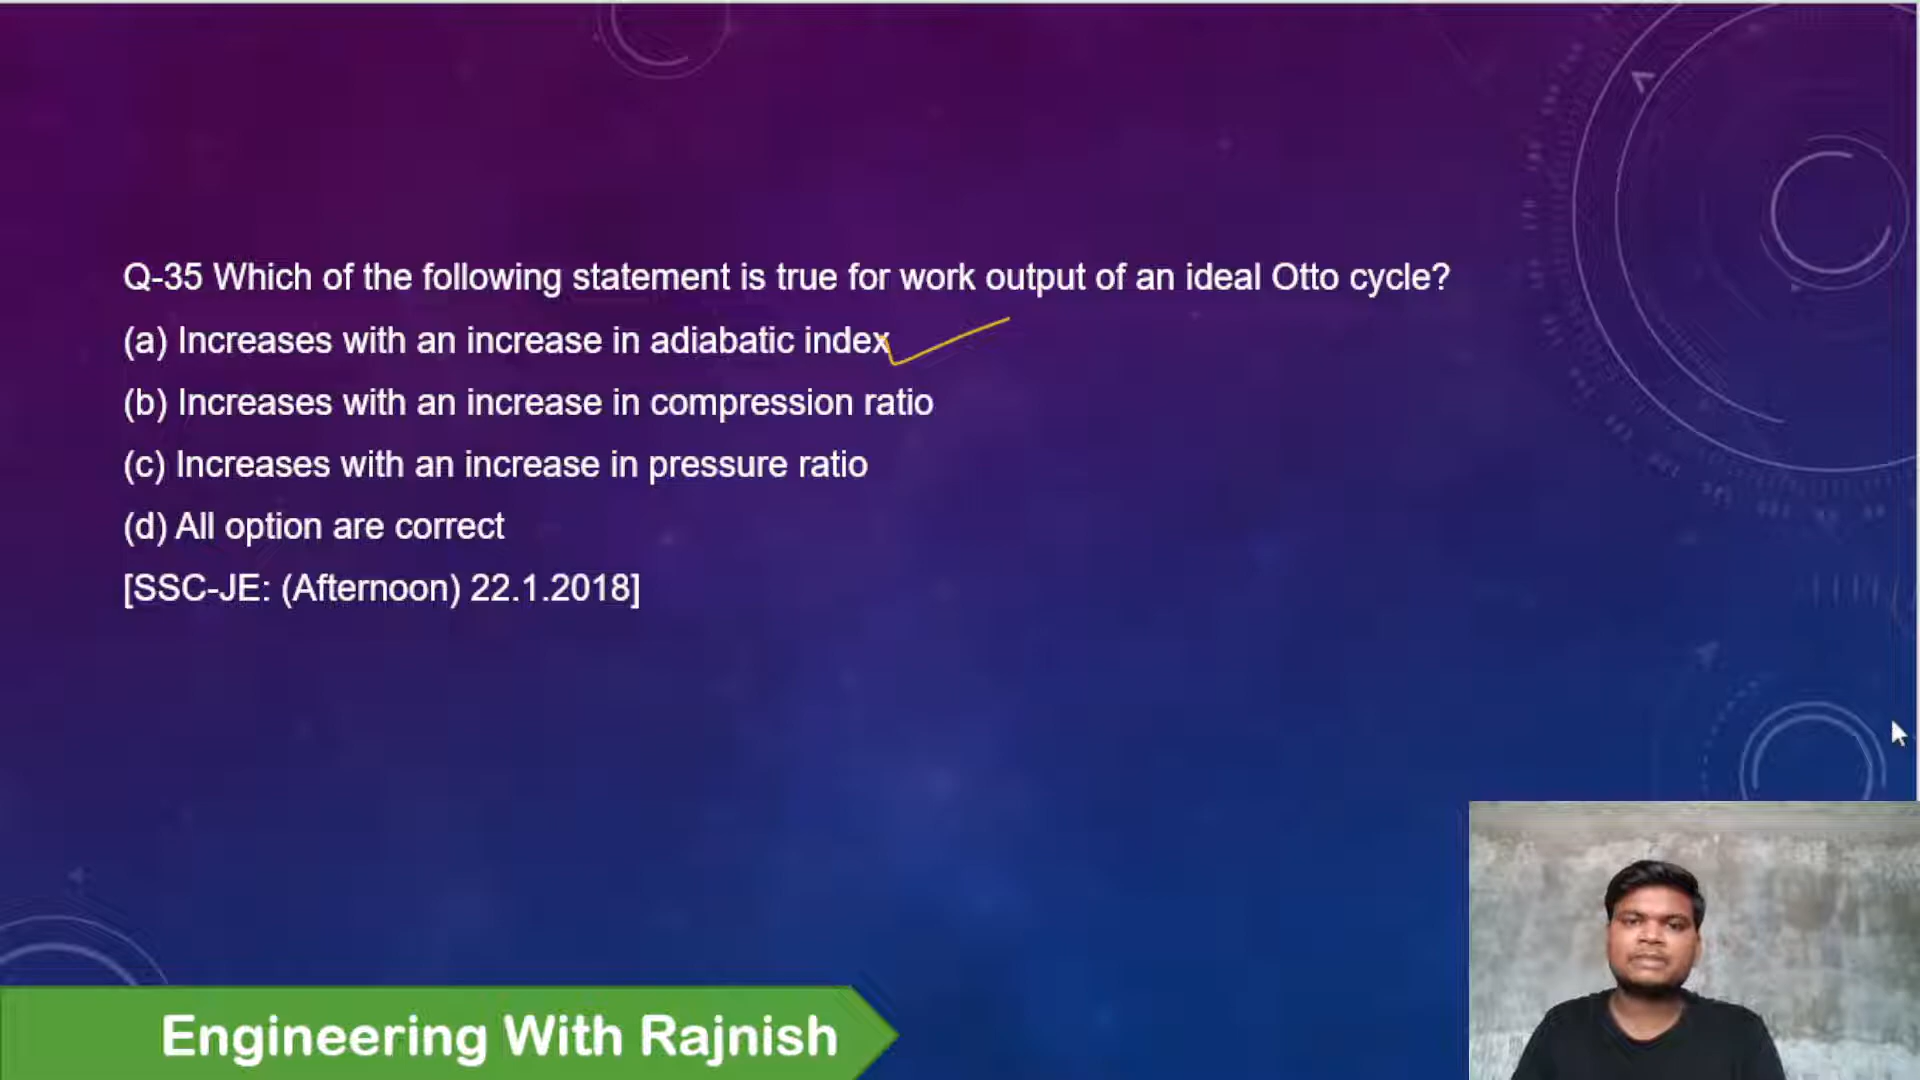 Q-35 Which of the following statement is true for work output of an ideal Otto cycle?
(a) Increases with an increase in adiabatic index
(b) Increases with an increase in compression ratio
(c) Increases with an increase in pressure ratio
(d) All option are correct
[SSC-JE: (Afternoon) 22.1.2018]
Engineering With Rajnish